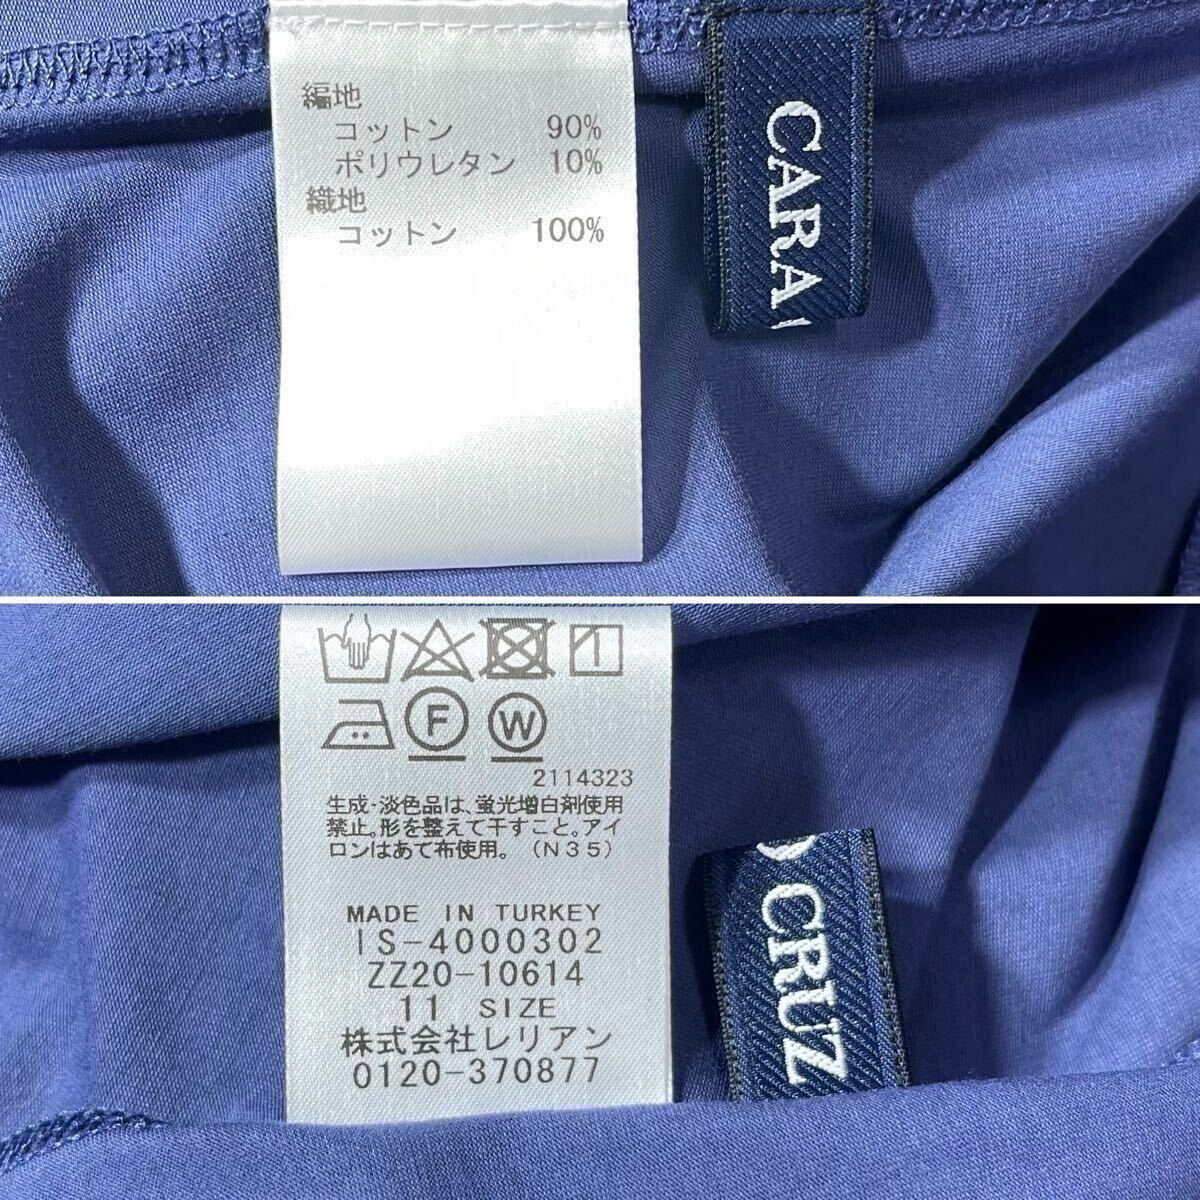 編地
コットン 90%
ポリウレタン 10%
織地
コットン 100%
CARA
F
W
2114323
生成・淡色品は、蛍光増白剤使用
禁止。形を整えて干すこと。アイ
ロンはあて布使用。(N35)
MADE IN TURKEY
IS-4000302
ZZ20-10614
11 SIZE
株式会社レリアン
0120-370877
CRUZ